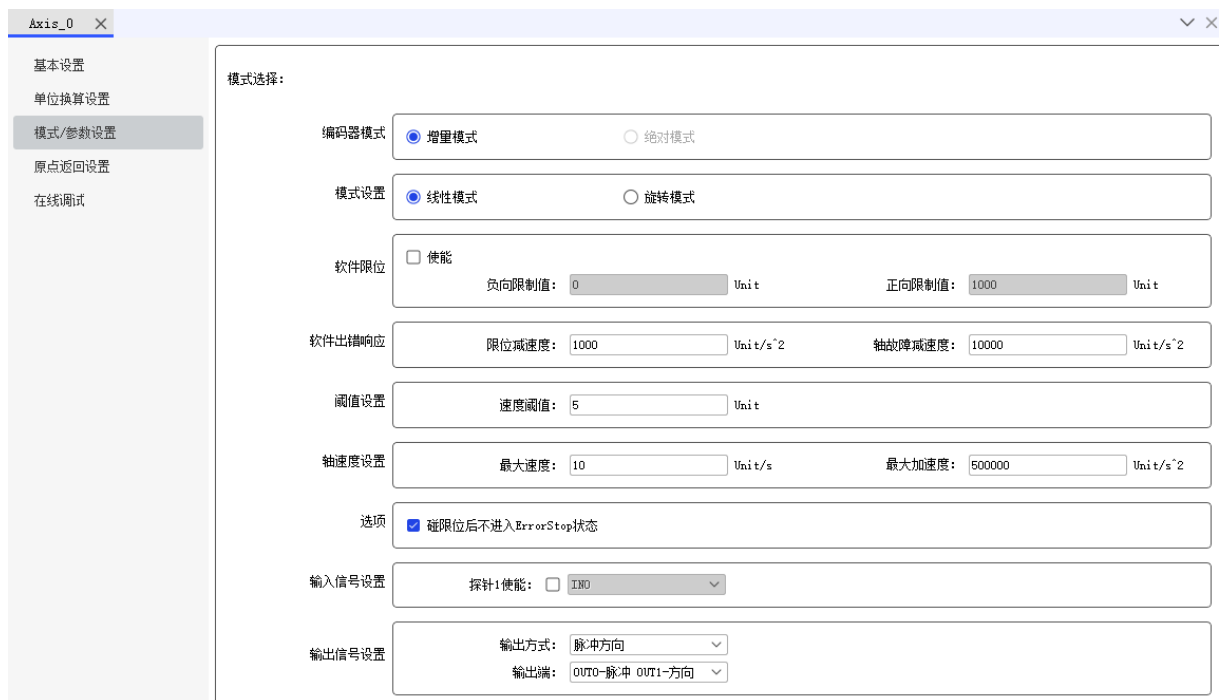 Axis_0
基本设置
单位换算设置
模式/参数设置
原点返回设置
在线调试
模式选择：
编码器模式 增量模式 绝对模式
模式设置 线性模式 旋转模式
软件限位 使能
负向限制值： 0 Unit 正向限制值： 1000 Unit
软件出错响应 限位减速度： 1000 Unit/s^2 轴故障减速度： 10000 Unit/s^2
阈值设置 速度阈值： 5 Unit
轴速度设置 最大速度： 10 Unit/s 最大加速度： 500000 Unit/s^2
选项 碰限位后不进入ErrorStop状态
输入信号设置 探针1使能： IN0
输出信号设置 输出方式： 脉冲方向
输出端： OUT0-脉冲 OUT1-方向